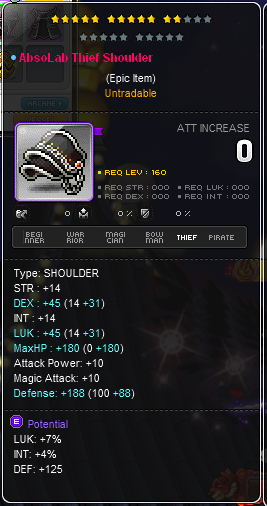 AbsoLab Thief Shoulder
(Epic Item)
Untradable
ATT INCREASE
0
REQ LEV : 160
REQ STR : 000 REQ LUK : 000
REQ DEX : 000 REQ INT : 000
0 0 % 0 %
BEGINNER WARRIOR MAGICIAN BOWMAN THIEF PIRATE
Type: SHOULDER
STR : +14
DEX : +45 (14 +31)
INT : +14
LUK : +45 (14 +31)
MaxHP : +180 (0 +180)
Attack Power: +10
Magic Attack: +10
Defense: +188 (100 +88)
E Potential
LUK: +7%
INT: +4%
DEF: +125